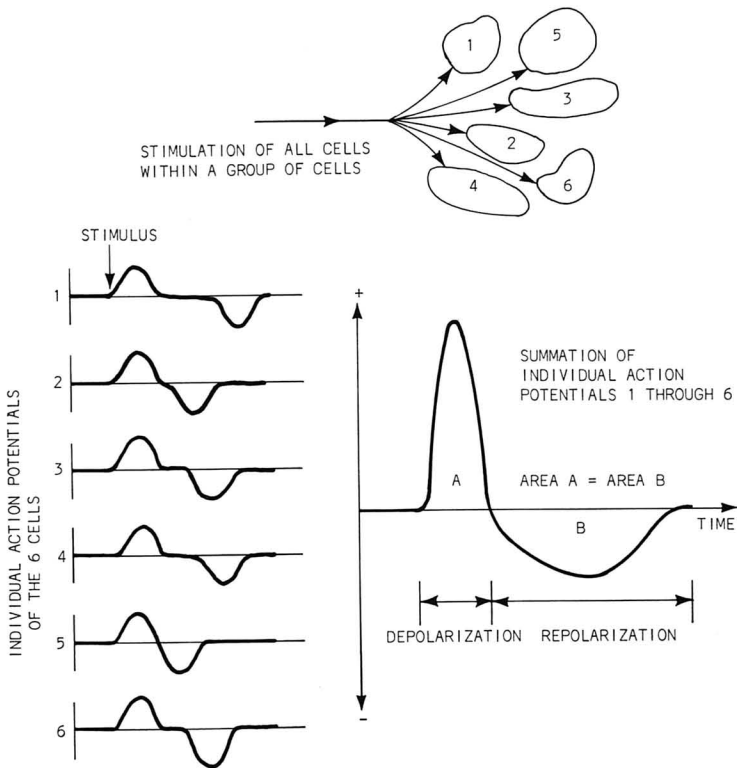 1
5
3
2
4
6
STIMULATION OF ALL CELLS
WITHIN A GROUP OF CELLS
STIMULUS
INDIVIDUAL ACTION POTENTIALS
OF THE 6 CELLS
1
2
3
4
5
6
+
SUMMATION OF
INDIVIDUAL ACTION
POTENTIALS 1 THROUGH 6
A
AREA A = AREA B
B
TIME
DEPOLARIZATION
REPOLARIZATION
-